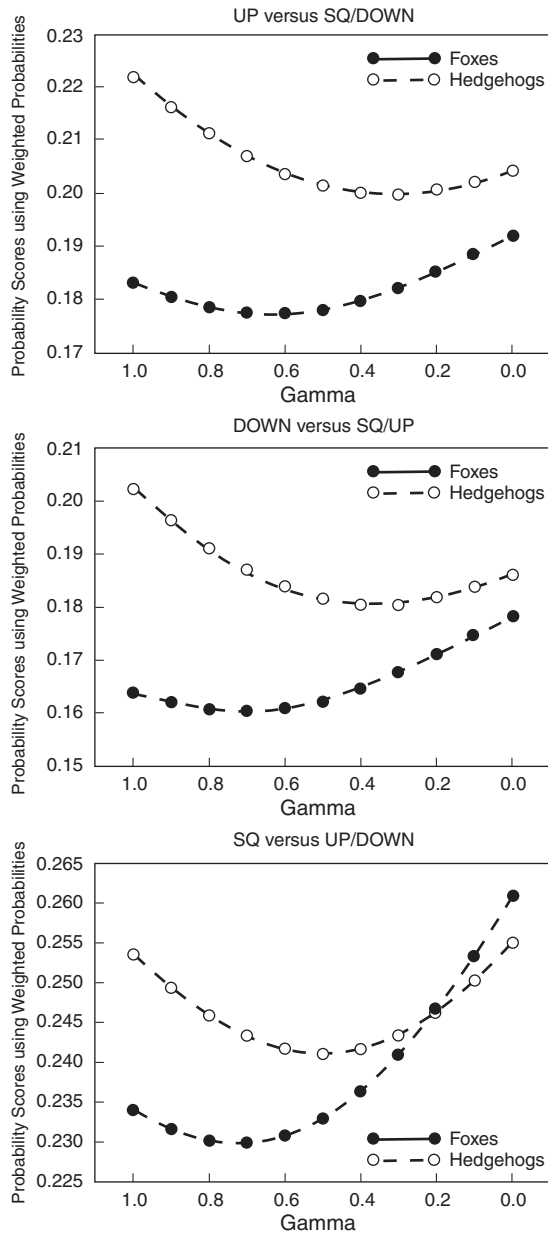 UP versus SQ/DOWN
Probability Scores using Weighted Probabilities
0.23
0.22
0.21
0.20
0.19
0.18
0.17
Foxes
Hedgehogs
1.0 0.8 0.6 0.4 0.2 0.0
Gamma
DOWN versus SQ/UP
Probability Scores using Weighted Probabilities
0.21
0.20
0.19
0.18
0.17
0.16
0.15
Foxes
Hedgehogs
1.0 0.8 0.6 0.4 0.2 0.0
Gamma
SQ versus UP/DOWN
Probability Scores using Weighted Probabilities
0.265
0.260
0.255
0.250
0.245
0.240
0.235
0.230
0.225
Foxes
Hedgehogs
1.0 0.8 0.6 0.4 0.2 0.0
Gamma